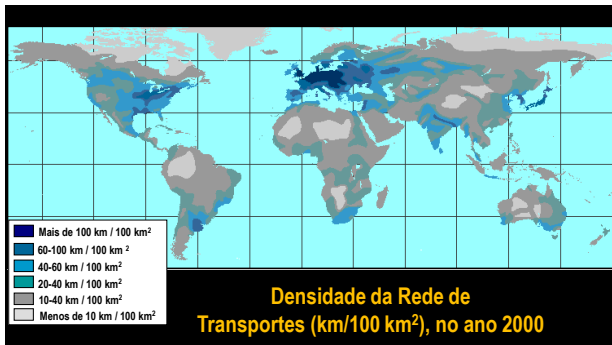 Mais de 100 km / 100 km²
60-100 km / 100 km ²
40-60 km / 100 km²
20-40 km / 100 km²
10-40 km / 100 km²
Menos de 10 km / 100 km²
Densidade da Rede de
Transportes (km/100 km²), no ano 2000